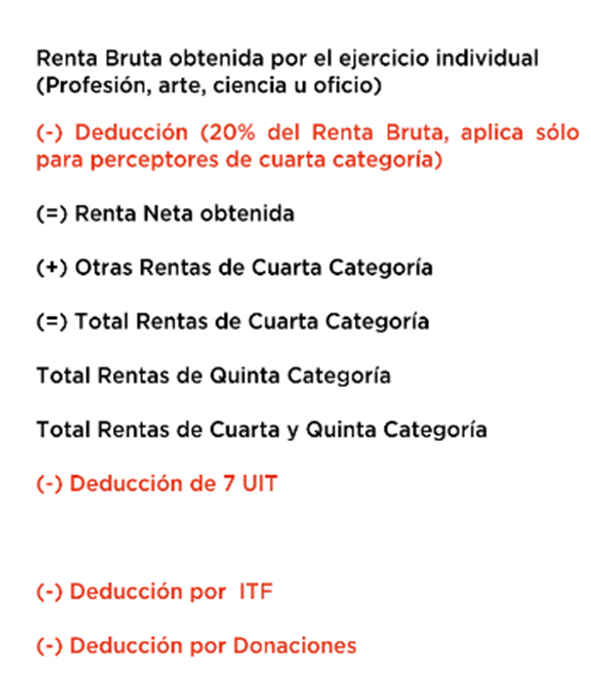 Renta Bruta obtenida por el ejercicio individual
(Profesión, arte, ciencia u oficio)
(-) Deducción (20% del Renta Bruta, aplica sólo
para perceptores de cuarta categoría)
(=) Renta Neta obtenida
(+) Otras Rentas de Cuarta Categoría
(=) Total Rentas de Cuarta Categoría
Total Rentas de Quinta Categoría
Total Rentas de Cuarta y Quinta Categoría
(-) Deducción de 7 UIT
(-) Deducción por ITF
(-) Deducción por Donaciones